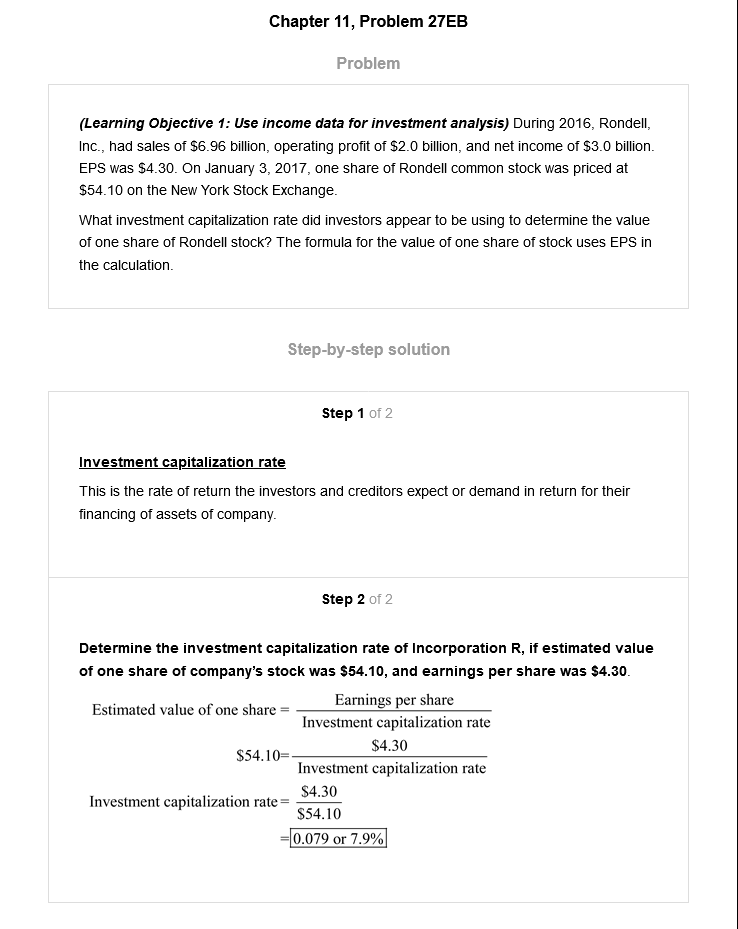 Chapter 11, Problem 27EB
Problem
(Learning Objective 1: Use income data for investment analysis) During 2016, Rondell,
Inc., had sales of $6.96 billion, operating profit of $2.0 billion, and net income of $3.0 billion.
EPS was $4.30. On January 3, 2017, one share of Rondell common stock was priced at
$54.10 on the New York Stock Exchange.
What investment capitalization rate did investors appear to be using to determine the value
of one share of Rondell stock? The formula for the value of one share of stock uses EPS in
the calculation.
Step-by-step solution
Step 1 of 2
Investment capitalization rate
This is the rate of return the investors and creditors expect or demand in return for their
financing of assets of company.
Step 2 of 2
Determine the investment capitalization rate of Incorporation R, if estimated value
of one share of company's stock was $54.10, and earnings per share was $4.30.
Earnings per share
Estimated value of one share =
Investment capitalization rate
$4.30
$54.10=
Investment capitalization rate
$4.30
Investment capitalization rate =
$54.10
= 0.079 or 7.9%